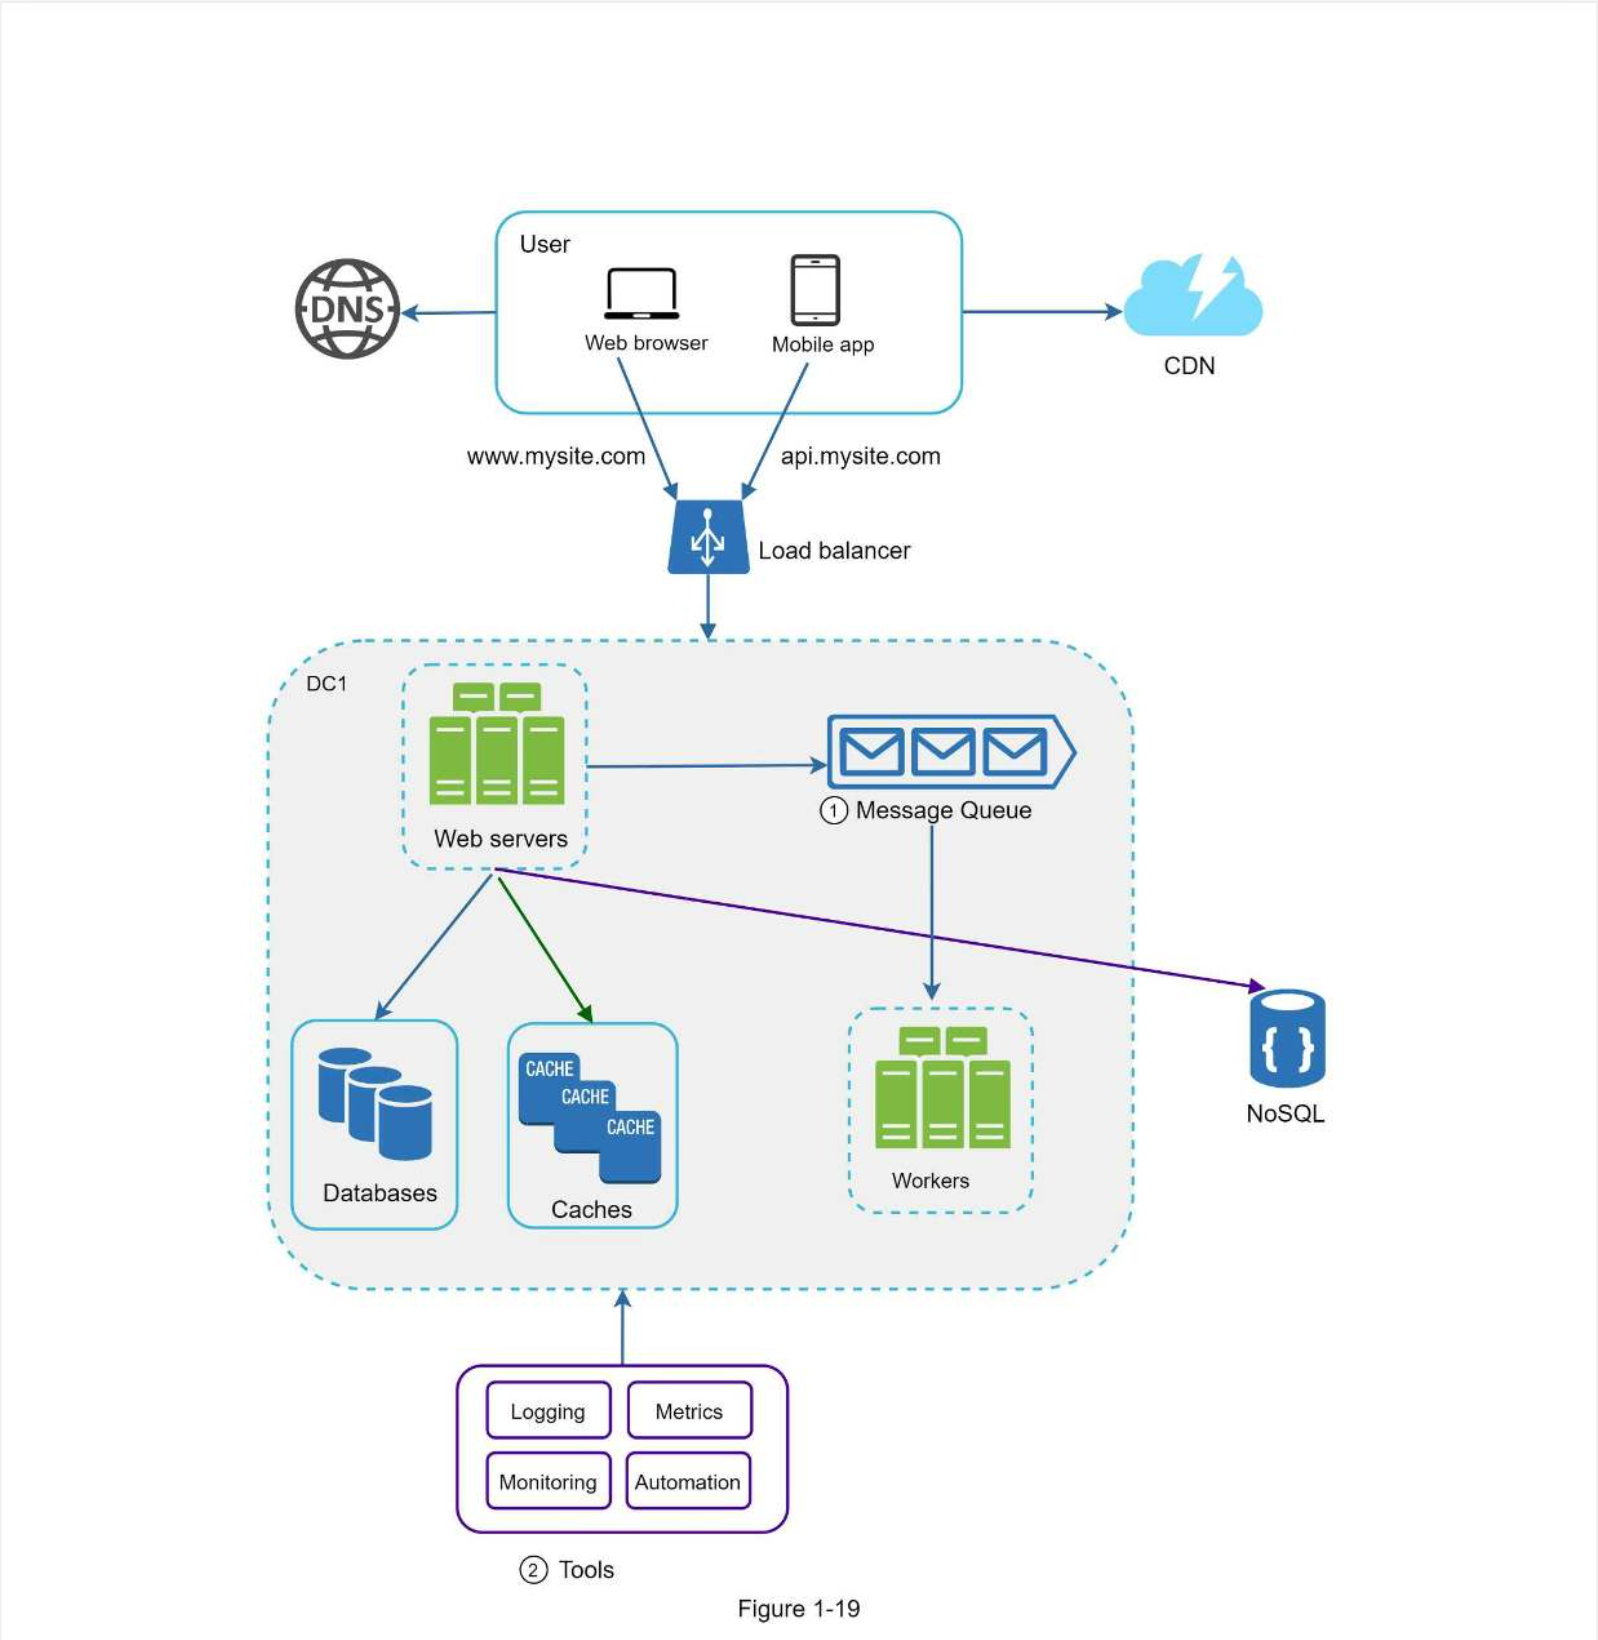 User
DNS
Web browser
Mobile app
CDN
www.mysite.com
api.mysite.com
Load balancer
DC1
Web servers
1 Message Queue
CACHE
CACHE
CACHE
Databases
Caches
Workers
{ }
NoSQL
Logging
Metrics
Monitoring
Automation
2 Tools
Figure 1-19